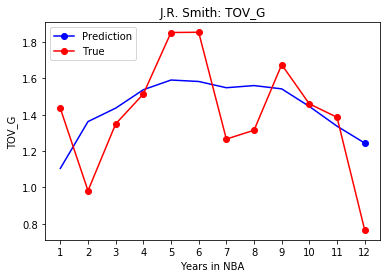 J.R. Smith: TOV_G
Prediction
True
1.8
1.6
1.4
1.2
1.0
0.8
TOV_G
1 2 3 4 5 6 7 8 9 10 11 12
Years in NBA